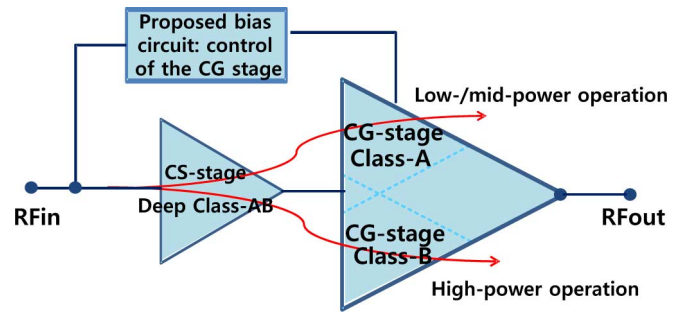 Proposed bias
circuit: control
of the CG stage
Low-/mid-power operation
CG-stage
Class-A
CS-stage
Deep Class-AB
RFin
RFout
CG-stage
Class-B
High-power operation